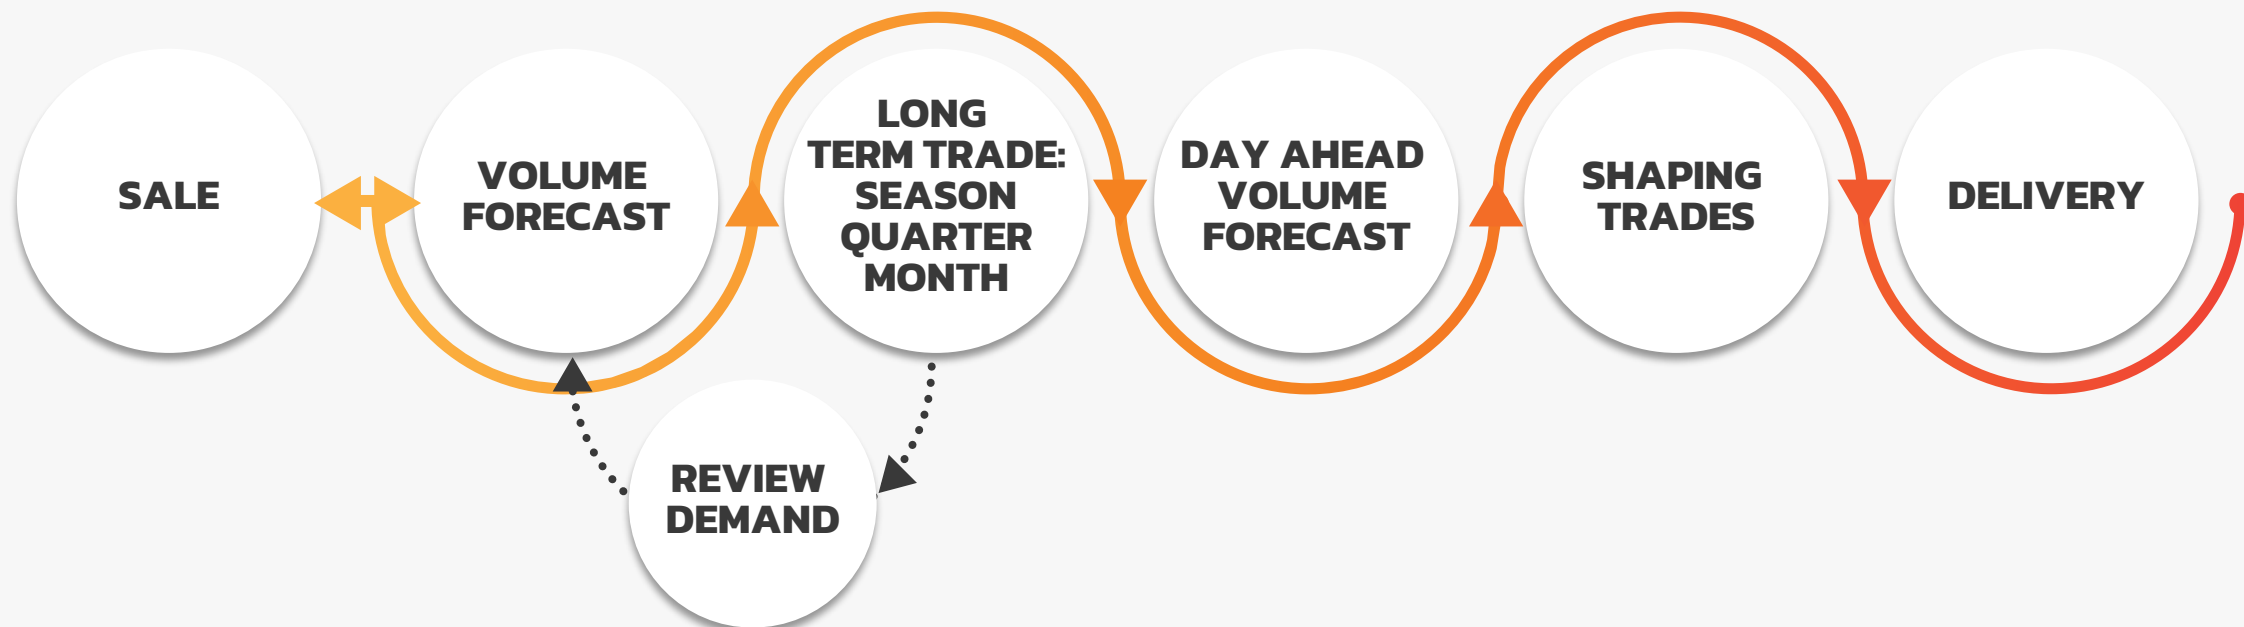 SALE
VOLUME
FORECAST
LONG
TERM TRADE:
SEASON
QUARTER
MONTH
DAY AHEAD
VOLUME
FORECAST
SHAPING
TRADES
DELIVERY
REVIEW
DEMAND